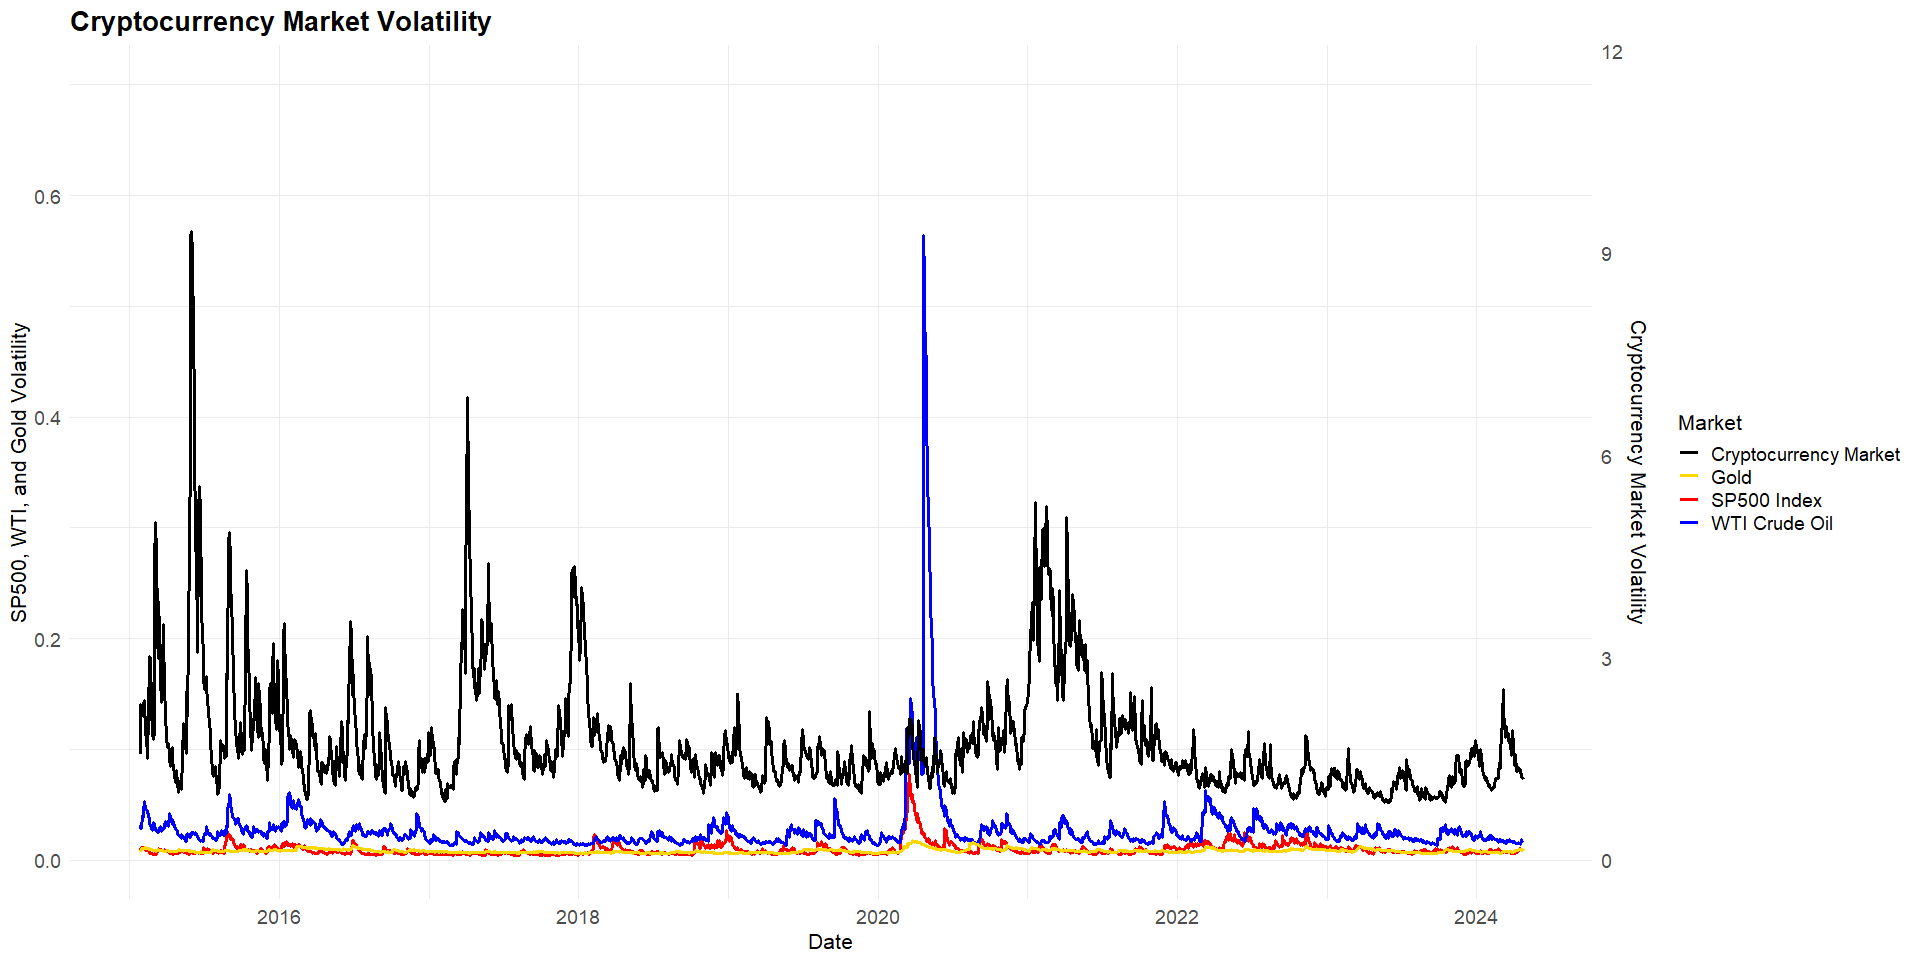 Cryptocurrency Market Volatility
12
0.6
9
0.4
6
0.2
3
0.0
0
SP500, WTI, and Gold Volatility
Cryptocurrency Market Volatility
2016
2018
2020
2022
2024
Date
Market
Cryptocurrency Market
Gold
SP500 Index
WTI Crude Oil